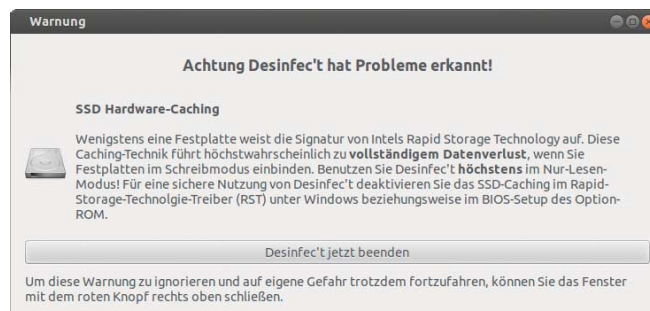 Warnung
Achtung Desinfec't hat Probleme erkannt!
SSD Hardware-Caching
Wenigstens eine Festplatte weist die Signatur von Intels Rapid Storage Technology auf. Diese
Caching-Technik führt höchstwahrscheinlich zu vollständigem Datenverlust, wenn Sie
Festplatten im Schreibmodus einbinden. Benutzen Sie Desinfec't höchstens im Nur-Lesen-
Modus! Für eine sichere Nutzung von Desinfec't deaktivieren Sie das SSD-Caching im Rapid-
Storage-Technolgie-Treiber (RST) unter Windows beziehungsweise im BIOS-Setup des Option-
ROM.
Desinfec't jetzt beenden
Um diese Warnung zu ignorieren und auf eigene Gefahr trotzdem fortzufahren, können Sie das Fenster
mit dem roten Knopf rechts oben schließen.